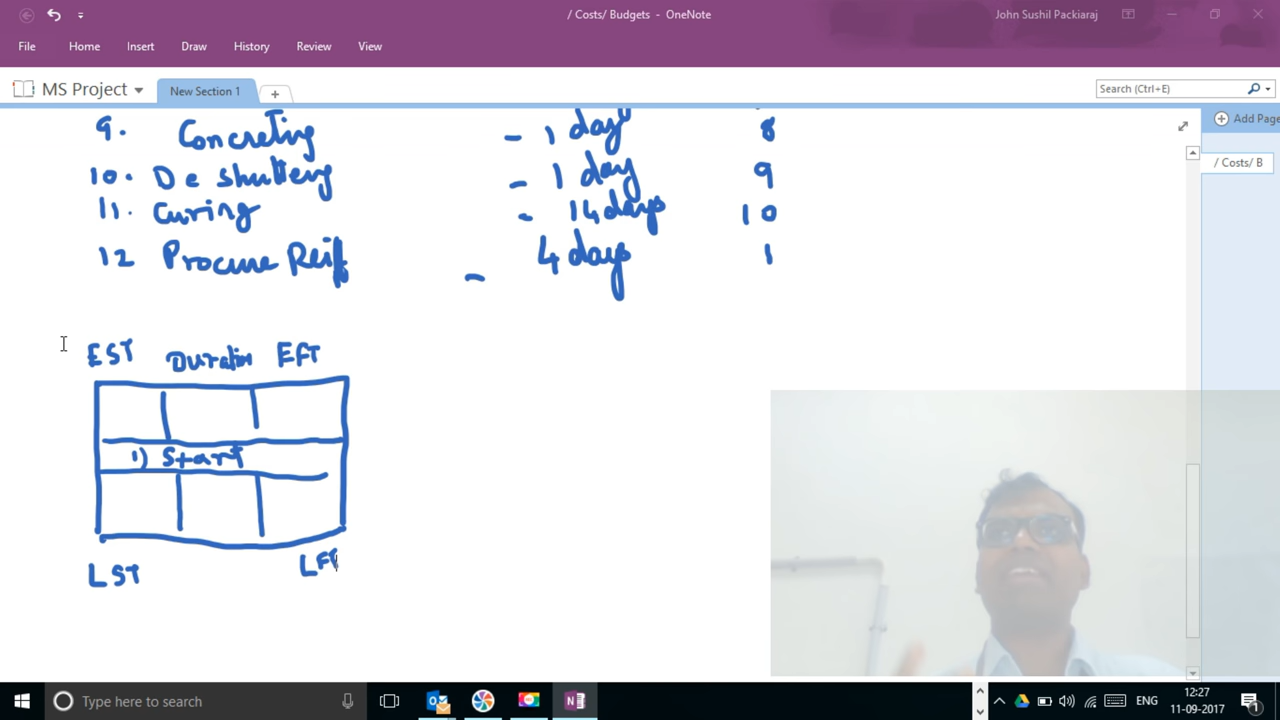 / Costs/ Budgets - OneNote
John Sushil Packiaraj
File Home Insert Draw History Review View
MS Project
New Section 1
Search (Ctrl+E)
Add Page
/ Costs/ B
9. Concreting - 1 day 8
10. De shuttering - 1 day 9
11. Curing - 14 days 10
12 Procure Reif - 4 days 1
EST Duration EFT
1) Start
LST LFT
Type here to search
ENG
12:27
11-09-2017
1